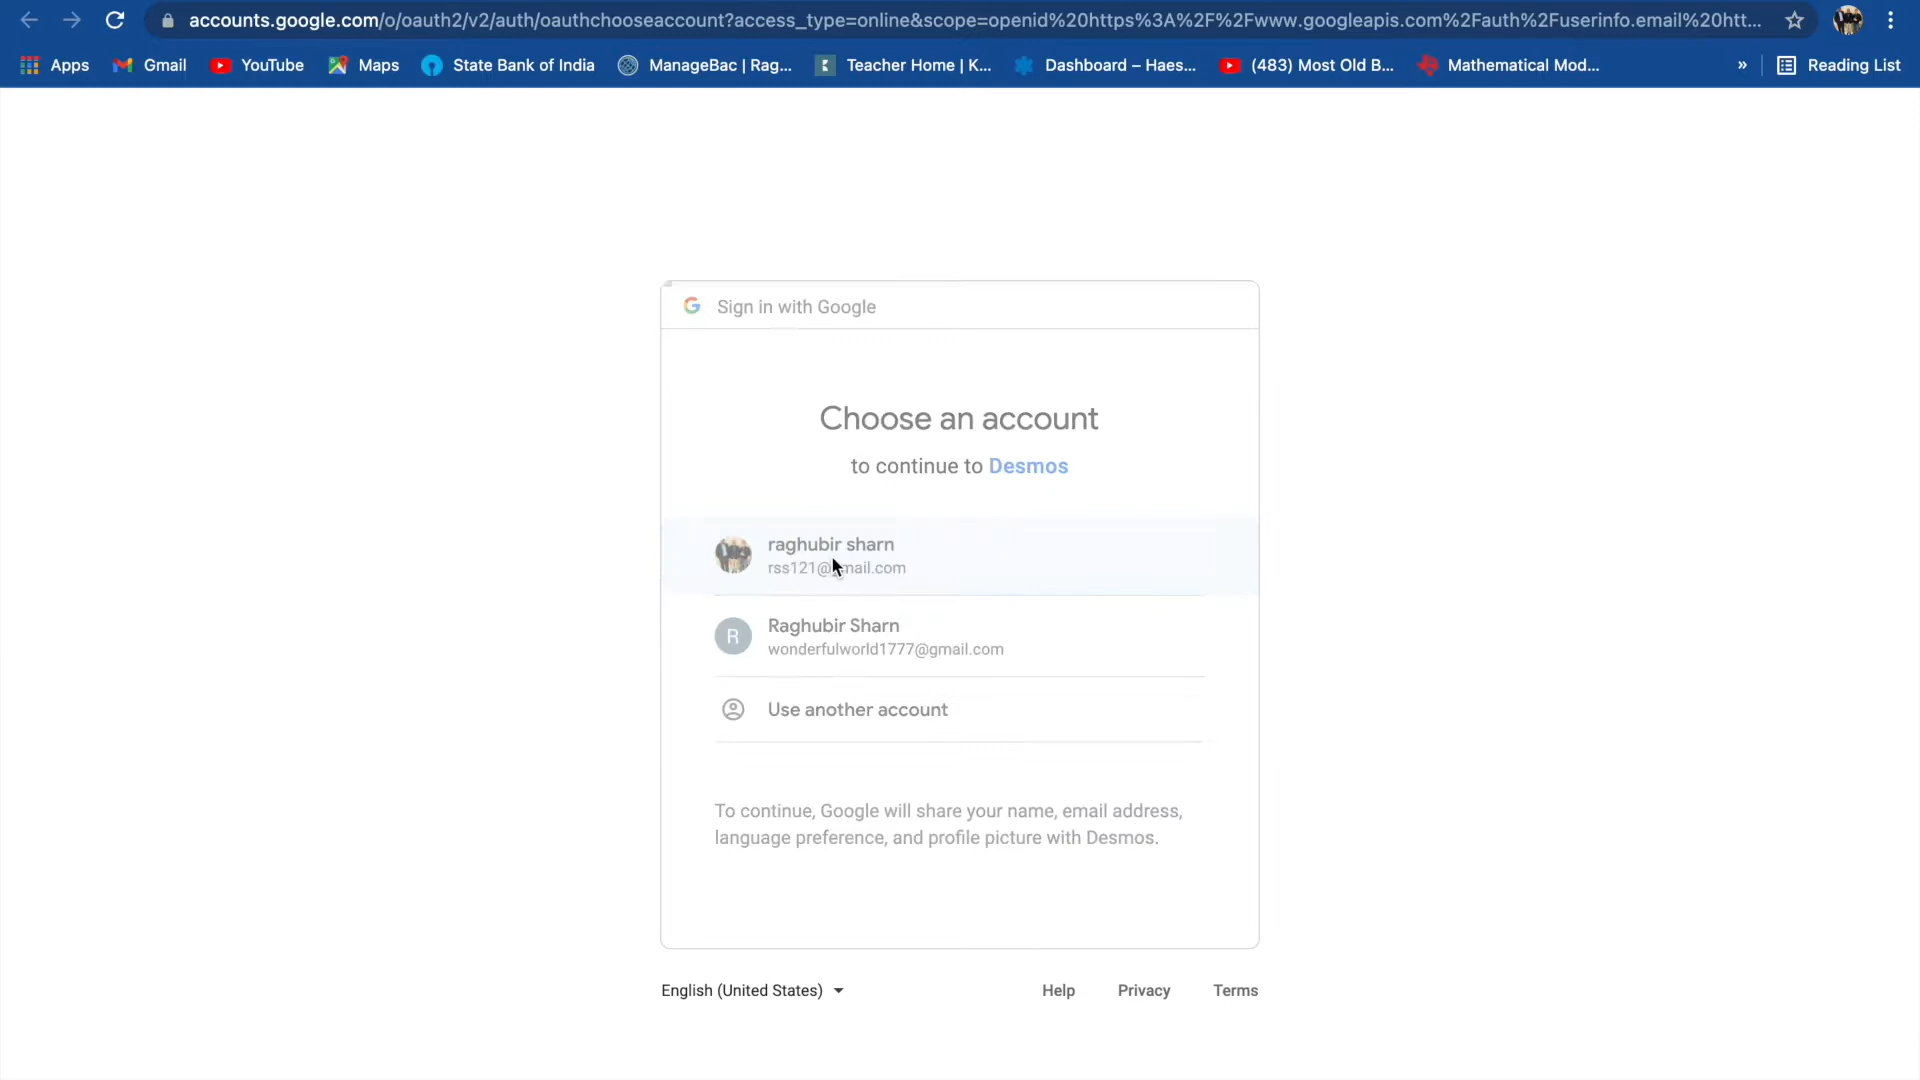 accounts.google.com/o/oauth2/v2/auth/oauthchooseaccount?access_type=online&scope=openid%20https%3A%2F%2Fwww.googleapis.com%2Fauth%2Fuserinfo.email%20htt...
Apps Gmail YouTube Maps State Bank of India ManageBac | Rag... Teacher Home | K... Dashboard – Haes... (483) Most Old B... Mathematical Mod... » Reading List
Sign in with Google
Choose an account
to continue to Desmos
raghubir sharn
rss121@gmail.com
R
Raghubir Sharn
wonderfulworld1777@gmail.com
Use another account
To continue, Google will share your name, email address,
language preference, and profile picture with Desmos.
English (United States) Help Privacy Terms